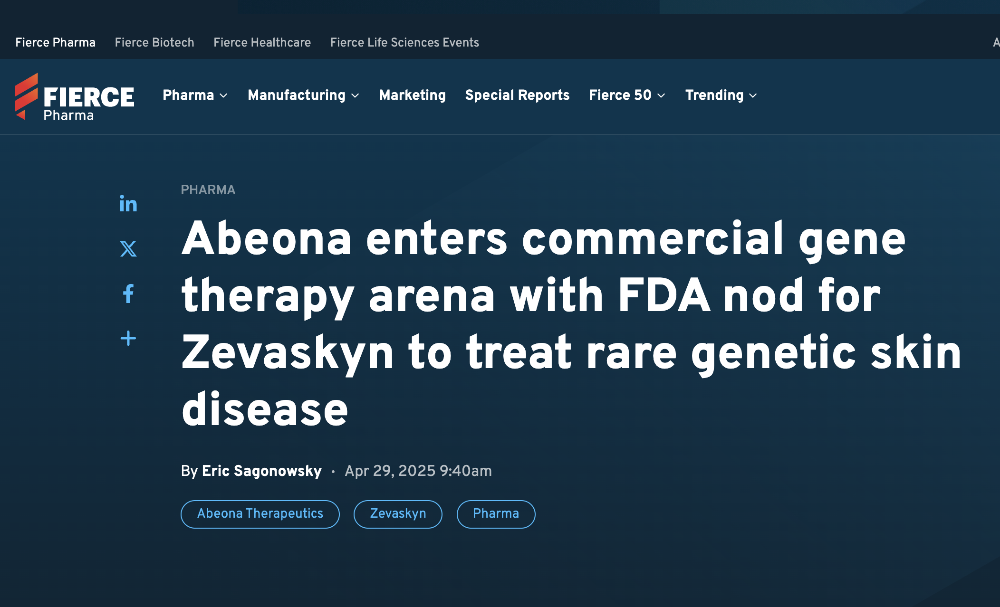 Fierce Pharma Fierce Biotech Fierce Healthcare Fierce Life Sciences Events A
FIERCE
Pharma
Pharma Manufacturing Marketing Special Reports Fierce 50 Trending
PHARMA
in
X
f
+
Abeona enters commercial gene
therapy arena with FDA nod for
Zevaskyn to treat rare genetic skin
disease
By Eric Sagonowsky • Apr 29, 2025 9:40am
Abeona Therapeutics Zevaskyn Pharma